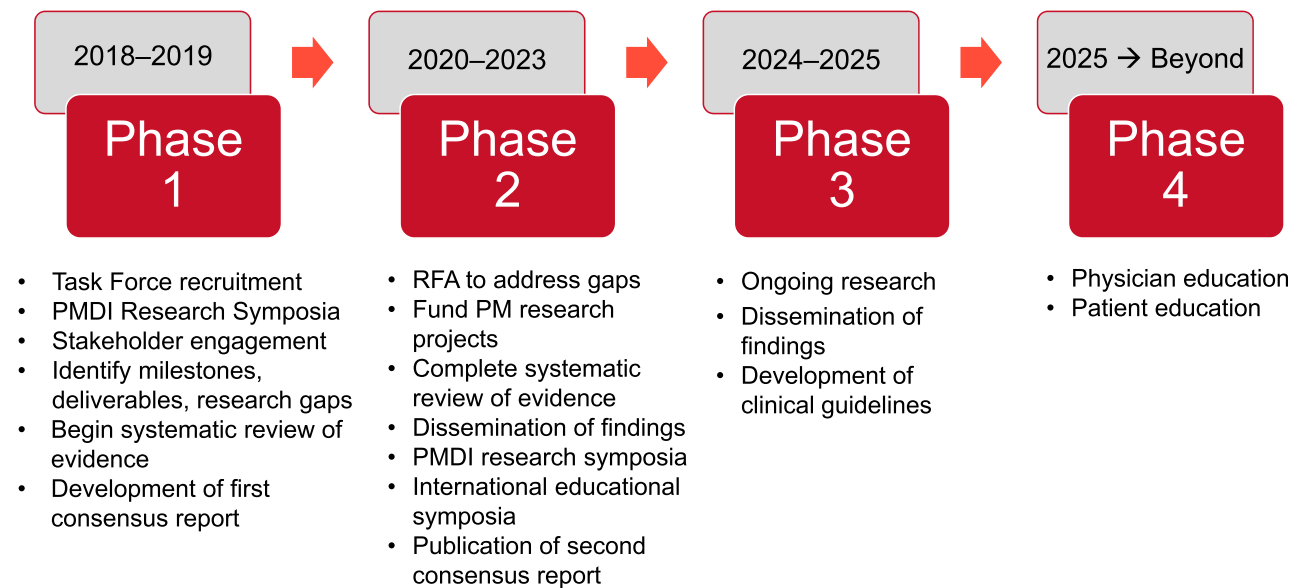 2018–2019
Phase
1
• Task Force recruitment
• PMDI Research Symposia
• Stakeholder engagement
• Identify milestones,
deliverables, research gaps
• Begin systematic review of
evidence
• Development of first
consensus report
2020–2023
Phase
2
• RFA to address gaps
• Fund PM research
projects
• Complete systematic
review of evidence
• Dissemination of findings
• PMDI research symposia
• International educational
symposia
• Publication of second
consensus report
2024–2025
Phase
3
• Ongoing research
• Dissemination of
findings
• Development of
clinical guidelines
2025 → Beyond
Phase
4
• Physician education
• Patient education